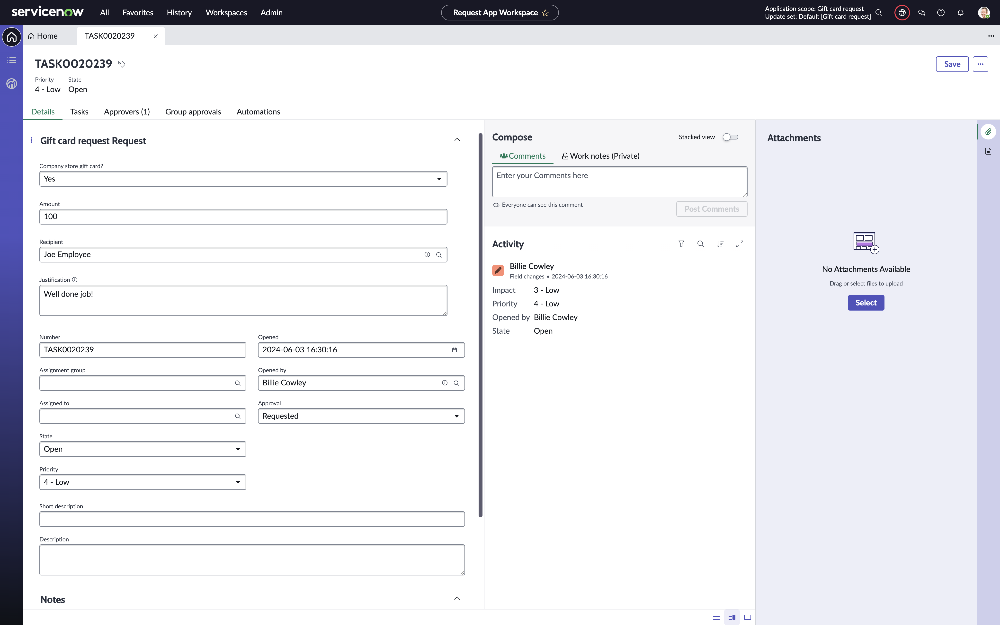 servicenow
All
Favorites
History
Workspaces
Admin
Request App Workspace
Application scope: Gift card request
Update set: Default [Gift card request]
Home
TASK0020239
TASK0020239
Save
Priority
State
4 - Low
Open
Details
Tasks
Approvers (1)
Group approvals
Automations
Gift card request Request
Company store gift card?
Yes
Amount
100
Recipient
Joe Employee
Justification
Well done job!
Number
TASK0020239
Opened
2024-06-03 16:30:16
Assignment group
Opened by
Billie Cowley
Assigned to
Approval
Requested
State
Open
Priority
4 - Low
Short description
Description
Notes
Compose
Stacked view
Comments
Work notes (Private)
Enter your Comments here
Everyone can see this comment
Post Comments
Activity
Billie Cowley
Field changes • 2024-06-03 16:30:16
Impact 3 - Low
Priority 4 - Low
Opened by Billie Cowley
State Open
Attachments
No Attachments Available
Drag or select files to upload
Select